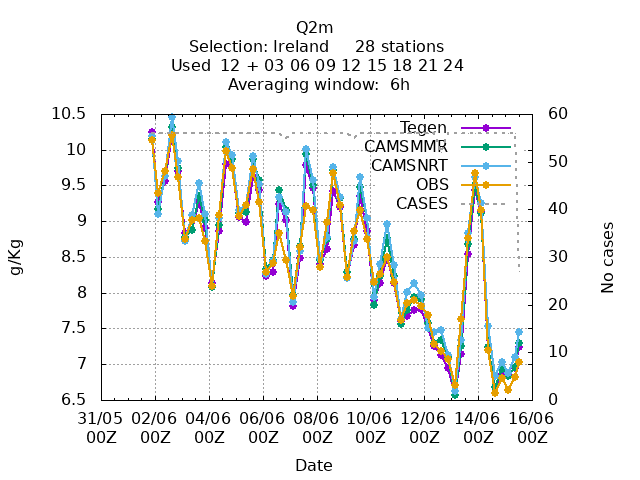 Q2m
Selection: Ireland     28 stations
Used  12 + 03 06 09 12 15 18 21 24
Averaging window:  6h
10.5
10
9.5
9
8.5
8
7.5
7
6.5
g/Kg
60
50
40
30
20
10
0
No cases
Tegen
CAMSMMR
CAMSNRT
OBS
CASES
31/05 02/06 04/06 06/06 08/06 10/06 12/06 14/06 16/06
00Z 00Z 00Z 00Z 00Z 00Z 00Z 00Z 00Z
Date